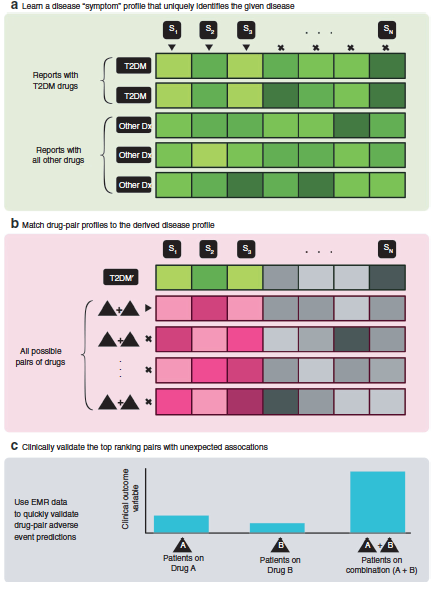 a Learn a disease “symptom” profile that uniquely identifies the given disease
S1 S2 S3 . . . SN
Reports with
T2DM drugs
T2DM
T2DM
Reports with
all other drugs
Other Dx
Other Dx
Other Dx
b Match drug-pair profiles to the derived disease profile
S1 S2 S3 . . . SN
T2DM′
All possible
pairs of drugs
+
+
+
c Clinically validate the top ranking pairs with unexpected assocations
Use EMR data
to quickly validate
drug-pair adverse
event predictions
Clinical outcome
variable
A
Patients on
Drug A
B
Patients on
Drug B
A + B
Patients on
combination (A + B)